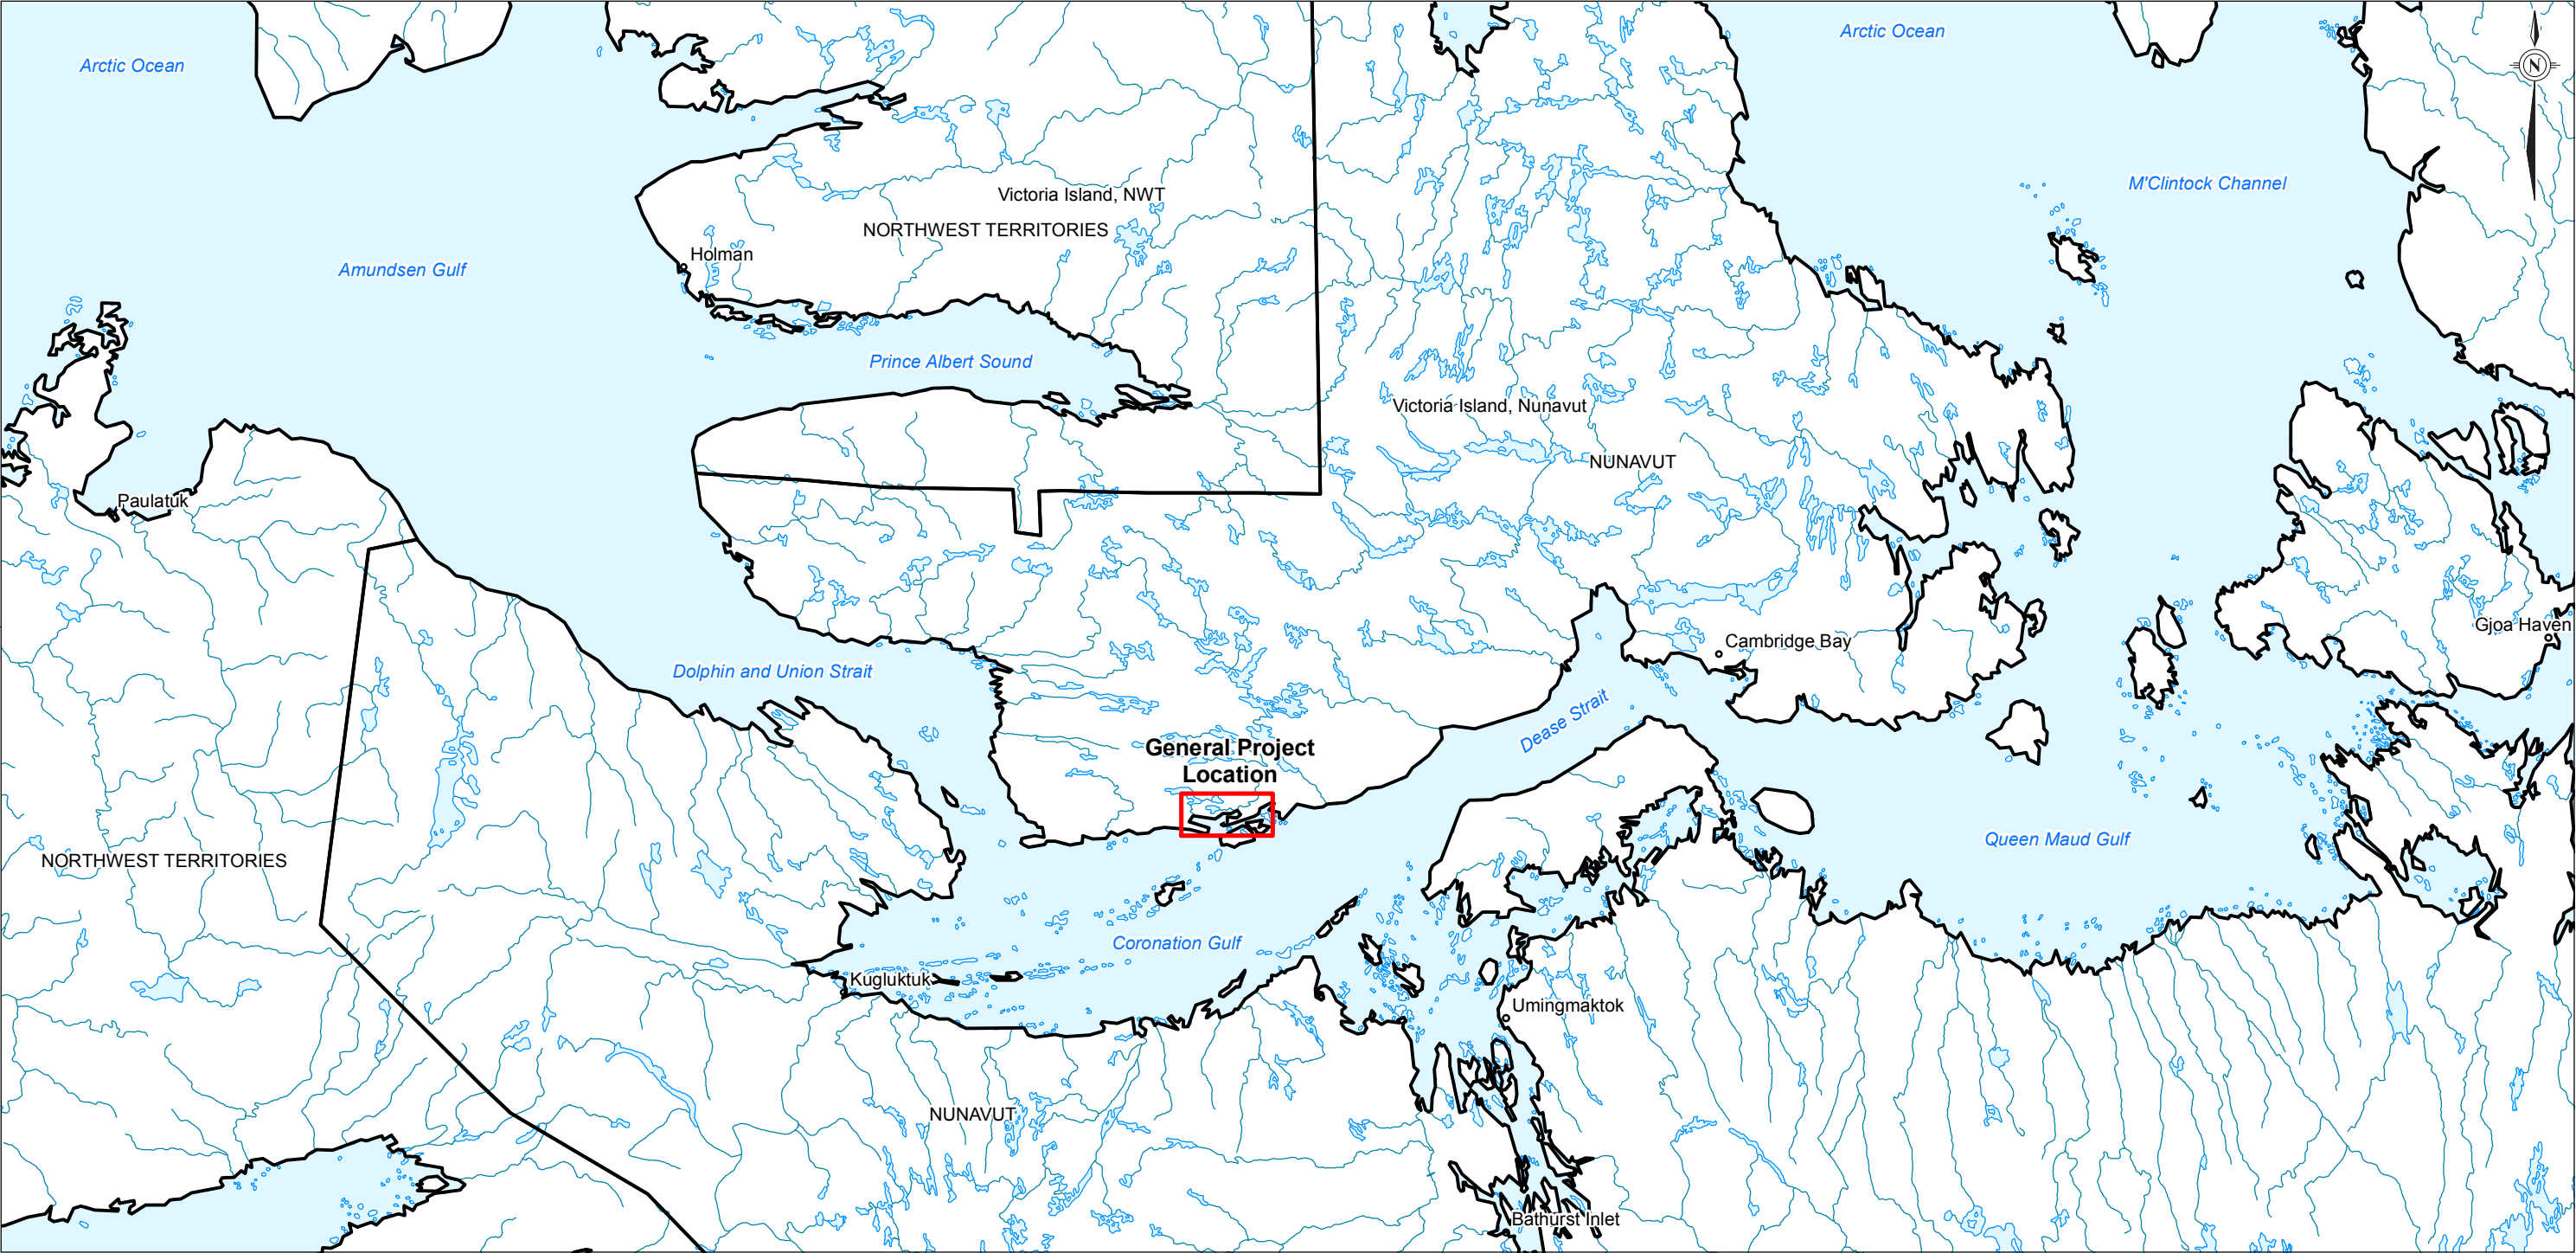 Arctic Ocean
Arctic Ocean
N
M'Clintock Channel
Victoria Island, NWT
NORTHWEST TERRITORIES
Holman
Amundsen Gulf
Prince Albert Sound
Victoria Island, Nunavut
NUNAVUT
Paulatuk
Gjoa Haven
Cambridge Bay
Dolphin and Union Strait
Dease Strait
General Project
Location
Queen Maud Gulf
NORTHWEST TERRITORIES
Coronation Gulf
Kugluktuk
Umingmaktok
NUNAVUT
Bathurst Inlet